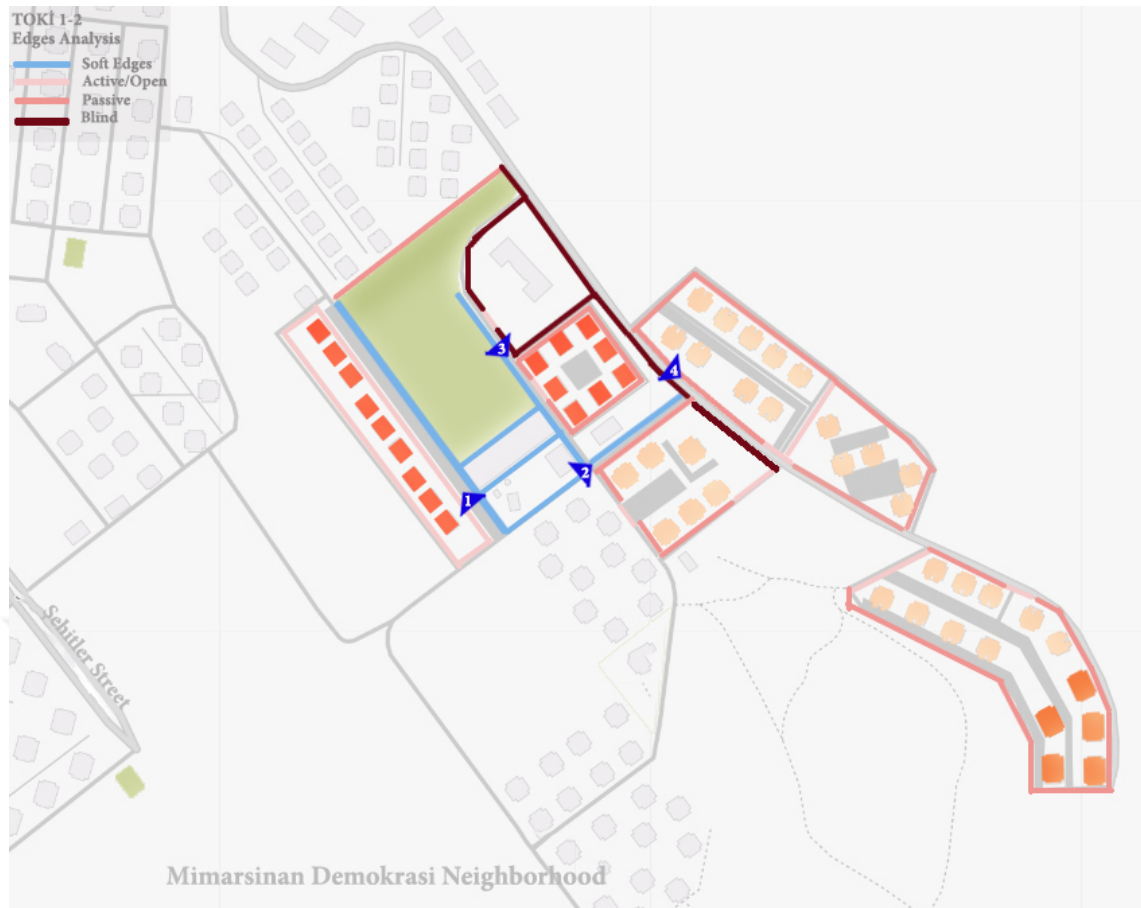 TOKİ 1-2
Edges Analysis
Soft Edges
Active/Open
Passive
Blind
3
4
2
1
Sehitler Street
Mimarsinan Demokrasi Neighborhood